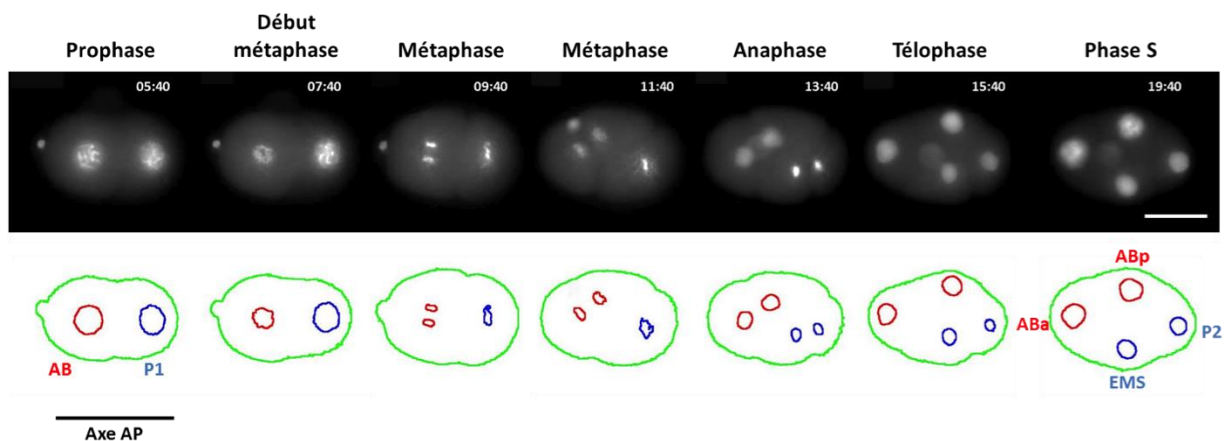 Prophase
Début
métaphase
Métaphase
Métaphase
Anaphase
Télophase
Phase S
05:40
07:40
09:40
11:40
13:40
15:40
19:40
AB
P1
ABp
ABa
P2
EMS
Axe AP